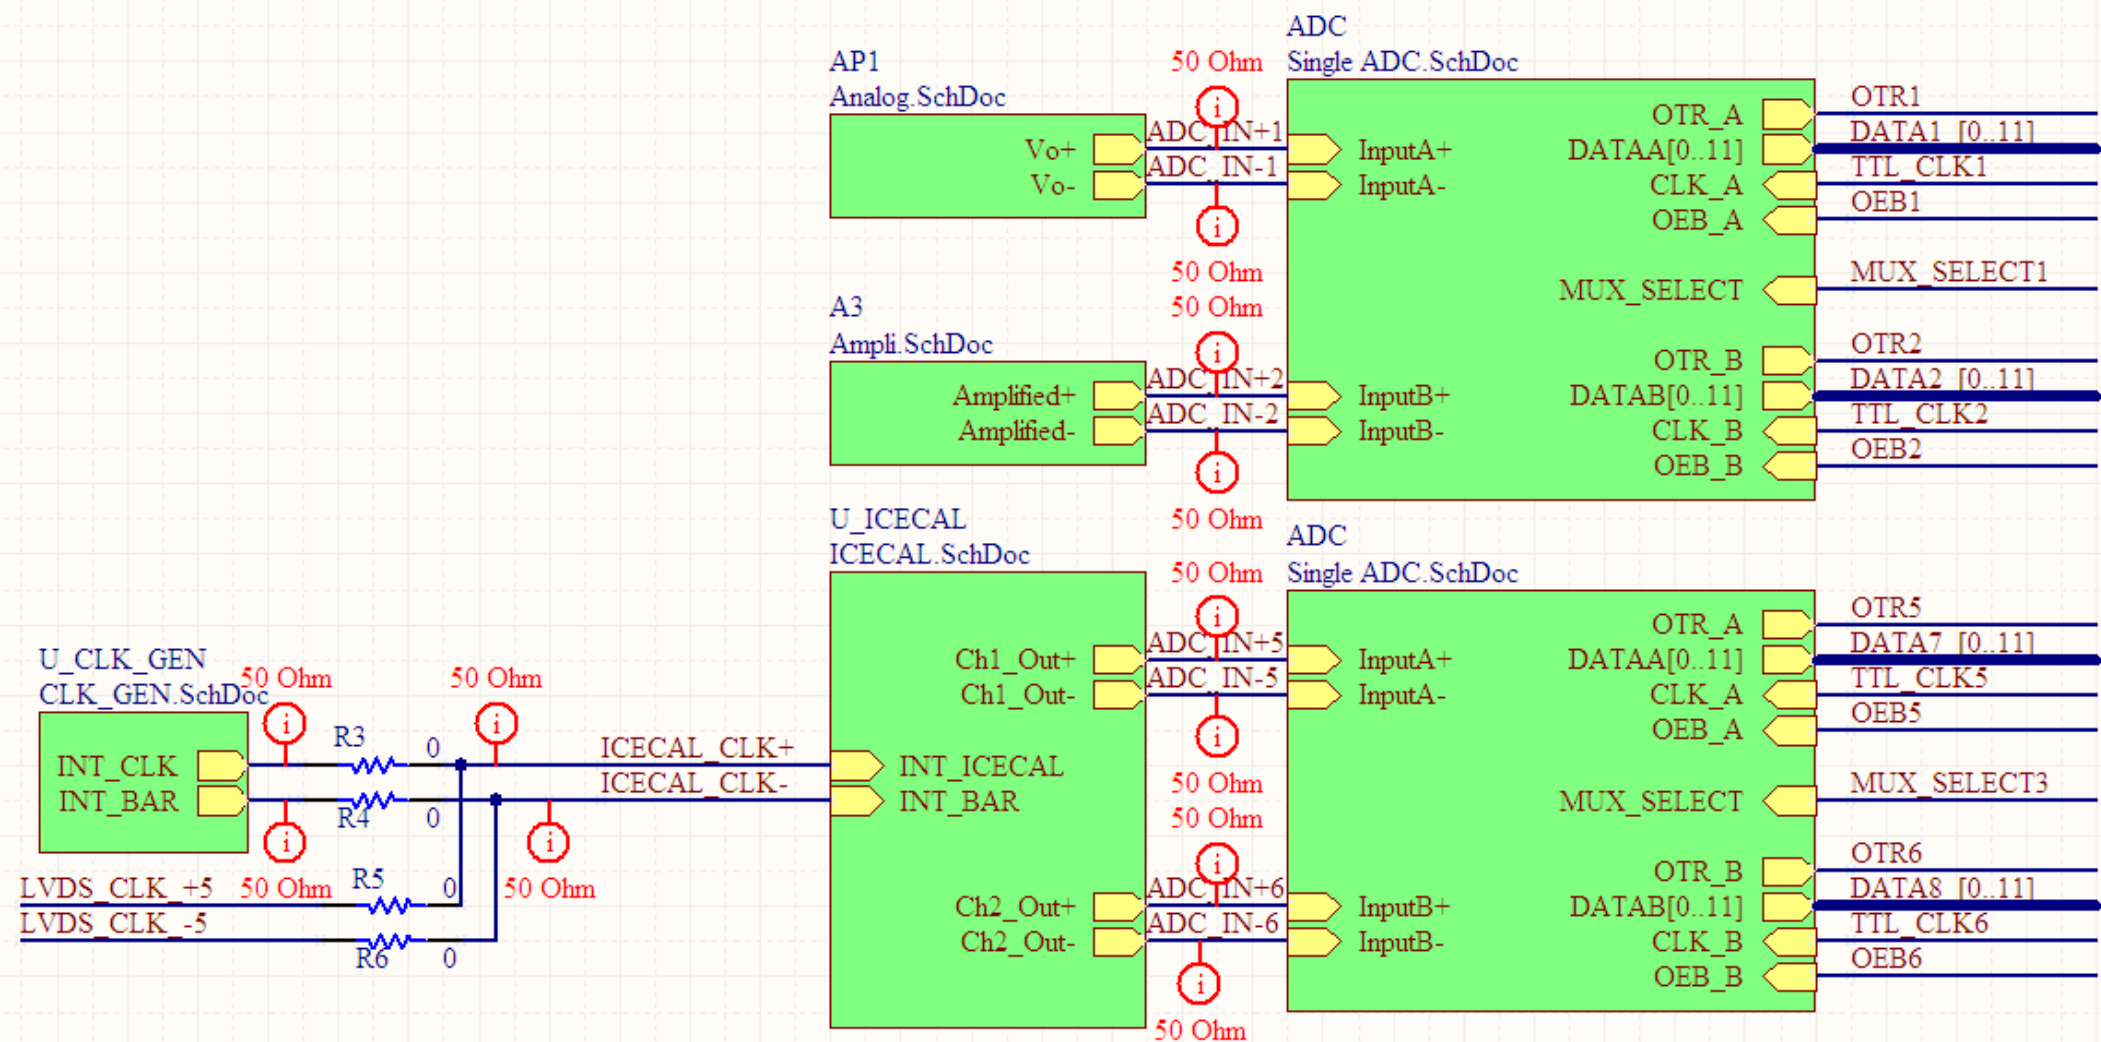 ADC
AP1
50 Ohm
Single ADC.SchDoc
Analog.SchDoc
OTR_A
OTR1
Vo+
ADC_IN+1
InputA+
DATAA[0..11]
DATA1_[0..11]
Vo-
ADC_IN-1
InputA-
CLK_A
TTL_CLK1
OEB_A
OEB1
50 Ohm
MUX_SELECT
MUX_SELECT1
50 Ohm
A3
Ampli.SchDoc
OTR_B
OTR2
Amplified+
ADC_IN+2
InputB+
DATAB[0..11]
DATA2_[0..11]
Amplified-
ADC_IN-2
InputB-
CLK_B
TTL_CLK2
OEB_B
OEB2
50 Ohm
U_ICECAL
ICECAL.SchDoc
ADC
50 Ohm
Single ADC.SchDoc
OTR_A
OTR5
Ch1_Out+
ADC_IN+5
InputA+
DATAA[0..11]
DATA7_[0..11]
Ch1_Out-
ADC_IN-5
InputA-
CLK_A
TTL_CLK5
OEB_A
OEB5
U_CLK_GEN
CLK_GEN.SchDoc
50 Ohm
50 Ohm
R3
0
INT_CLK
ICECAL_CLK+
INT_ICECAL
INT_BAR
ICECAL_CLK-
INT_BAR
R4
0
50 Ohm
50 Ohm
50 Ohm
50 Ohm
MUX_SELECT
MUX_SELECT3
LVDS_CLK_+5
R5
0
LVDS_CLK_-5
R6
0
OTR_B
OTR6
Ch2_Out+
ADC_IN+6
InputB+
DATAB[0..11]
DATA8_[0..11]
Ch2_Out-
ADC_IN-6
InputB-
CLK_B
TTL_CLK6
OEB_B
OEB6
50 Ohm
i
i
i
i
i
i
i
i
i
i
i
i